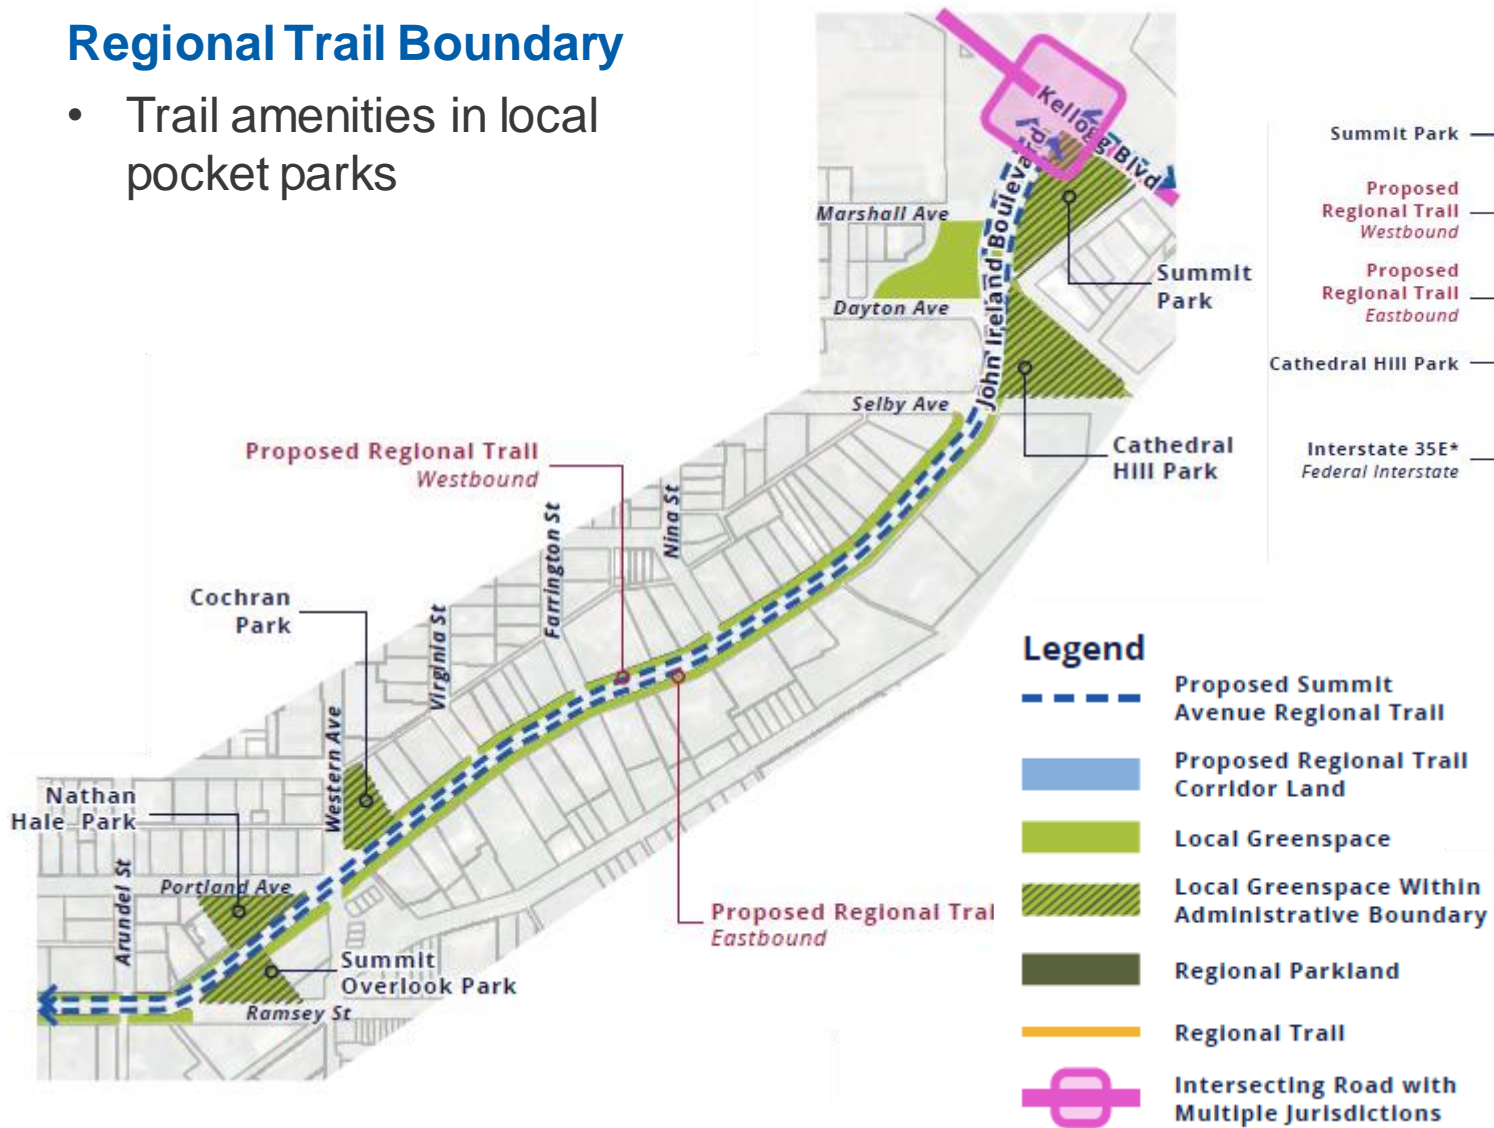 Regional Trail Boundary
• Trail amenities in local
pocket parks
Kellogg Blvd
John Ireland Boulevard
Marshall Ave
Dayton Ave
Selby Ave
Summit
Park
Cathedral
Hill Park
Summit Park
Proposed
Regional Trail
Westbound
Proposed
Regional Trail
Eastbound
Cathedral Hill Park
Interstate 35E*
Federal Interstate
Proposed Regional Trail
Westbound
Nina St
Farrington St
Virginia St
Western Ave
Cochran
Park
Nathan
Hale Park
Arundel St
Portland Ave
Summit
Overlook Park
Ramsey St
Proposed Regional Trai
Eastbound
Legend
Proposed Summit
Avenue Regional Trail
Proposed Regional Trail
Corridor Land
Local Greenspace
Local Greenspace Within
Administrative Boundary
Regional Parkland
Regional Trail
Intersecting Road with
Multiple Jurisdictions